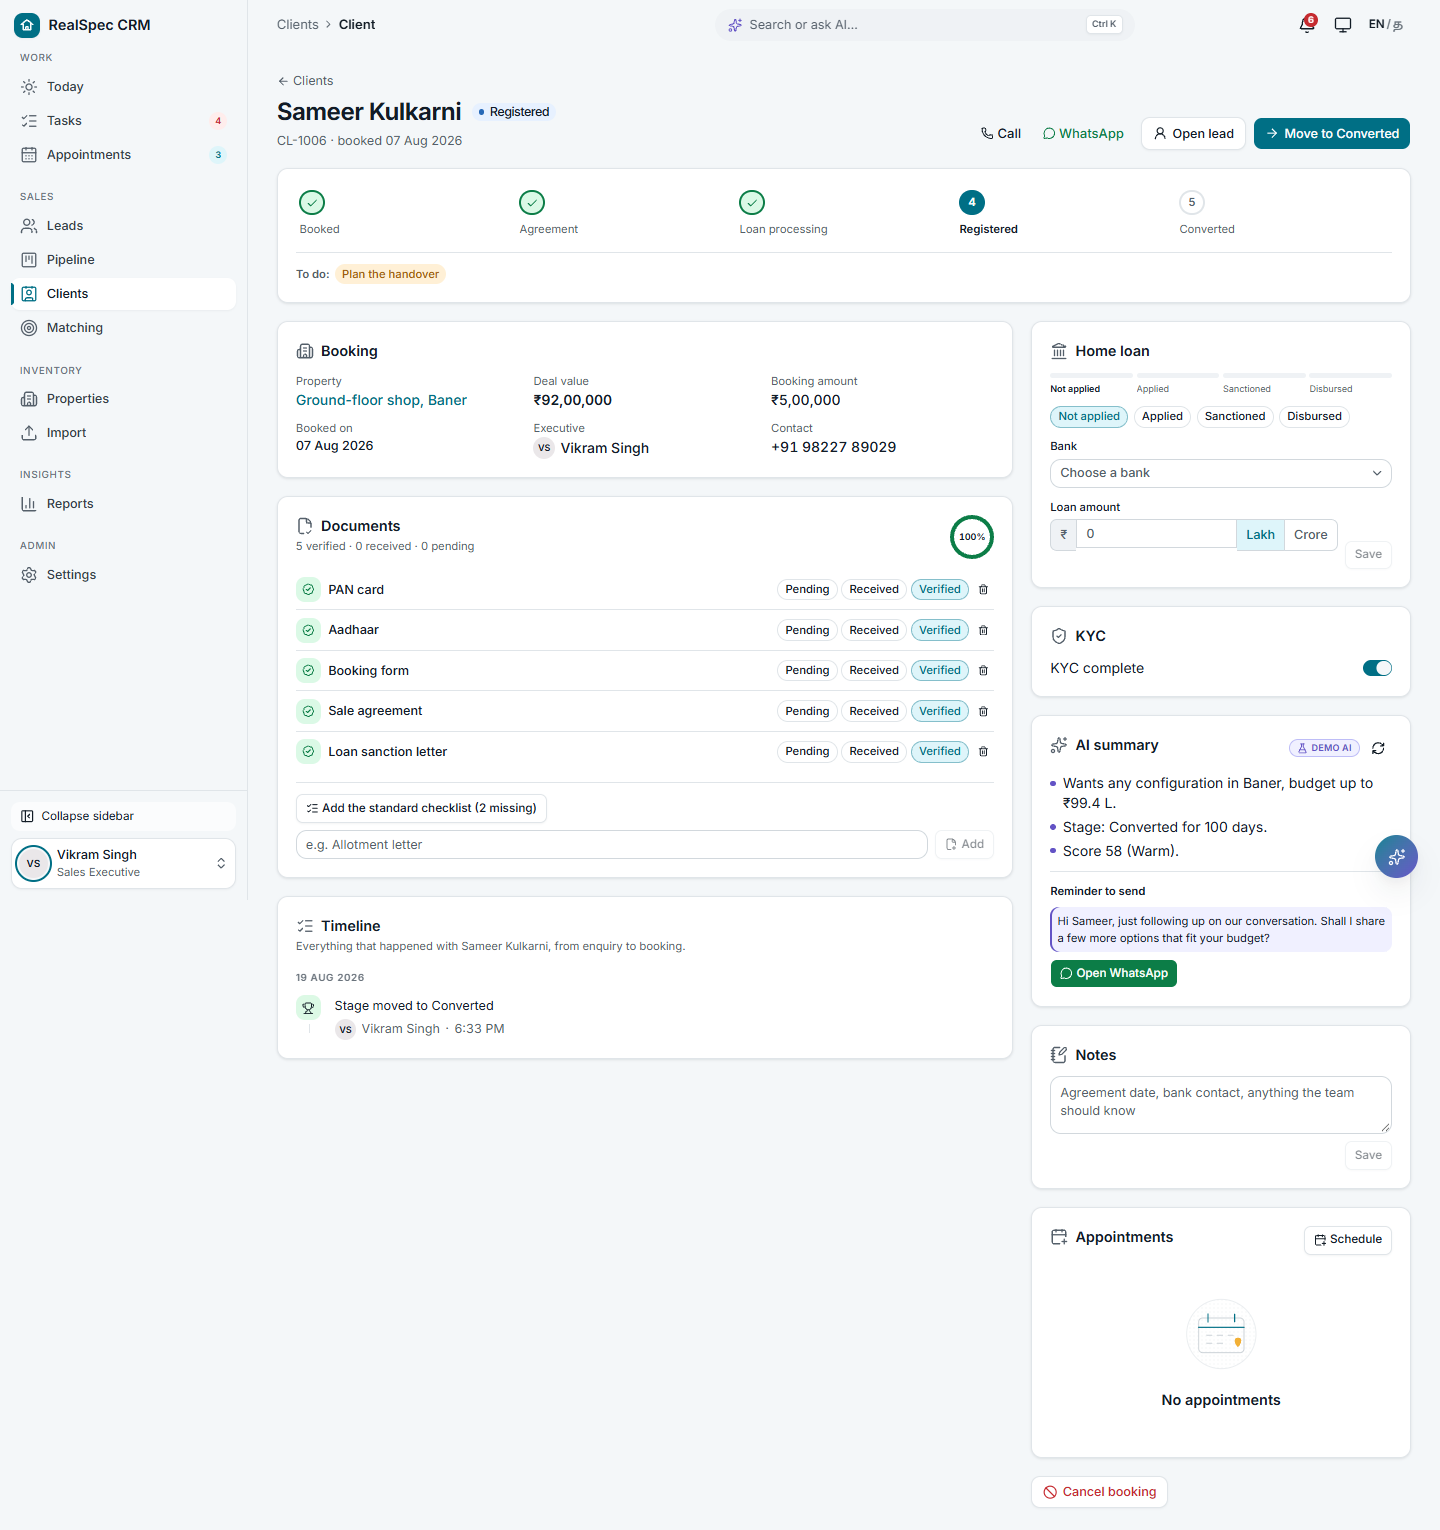 RealSpec CRM
WORK
Today
Tasks
4
Appointments
3
SALES
Leads
Pipeline
Clients
Matching
INVENTORY
Properties
Import
INSIGHTS
Reports
ADMIN
Settings
Collapse sidebar
VS
Vikram Singh
Sales Executive
Clients › Client
Search or ask AI...
Ctrl K
6
EN / த
← Clients
Sameer Kulkarni
Registered
CL-1006 · booked 07 Aug 2026
Call
WhatsApp
Open lead
Move to Converted
Booked
Agreement
Loan processing
4
Registered
5
Converted
To do: Plan the handover
Booking
Property
Ground-floor shop, Baner
Deal value
₹92,00,000
Booking amount
₹5,00,000
Booked on
07 Aug 2026
Executive
VS Vikram Singh
Contact
+91 98227 89029
Documents
5 verified · 0 received · 0 pending
100%
PAN card
Pending Received Verified
Aadhaar
Pending Received Verified
Booking form
Pending Received Verified
Sale agreement
Pending Received Verified
Loan sanction letter
Pending Received Verified
Add the standard checklist (2 missing)
e.g. Allotment letter
Add
Timeline
Everything that happened with Sameer Kulkarni, from enquiry to booking.
19 AUG 2026
Stage moved to Converted
VS Vikram Singh · 6:33 PM
Home loan
Not applied Applied Sanctioned Disbursed
Not applied Applied Sanctioned Disbursed
Bank
Choose a bank
Loan amount
₹ 0 Lakh Crore
Save
KYC
KYC complete
AI summary
DEMO AI
Wants any configuration in Baner, budget up to
₹99.4 L.
Stage: Converted for 100 days.
Score 58 (Warm).
Reminder to send
Hi Sameer, just following up on our conversation. Shall I share
a few more options that fit your budget?
Open WhatsApp
Notes
Agreement date, bank contact, anything the team
should know
Save
Appointments
Schedule
No appointments
Cancel booking